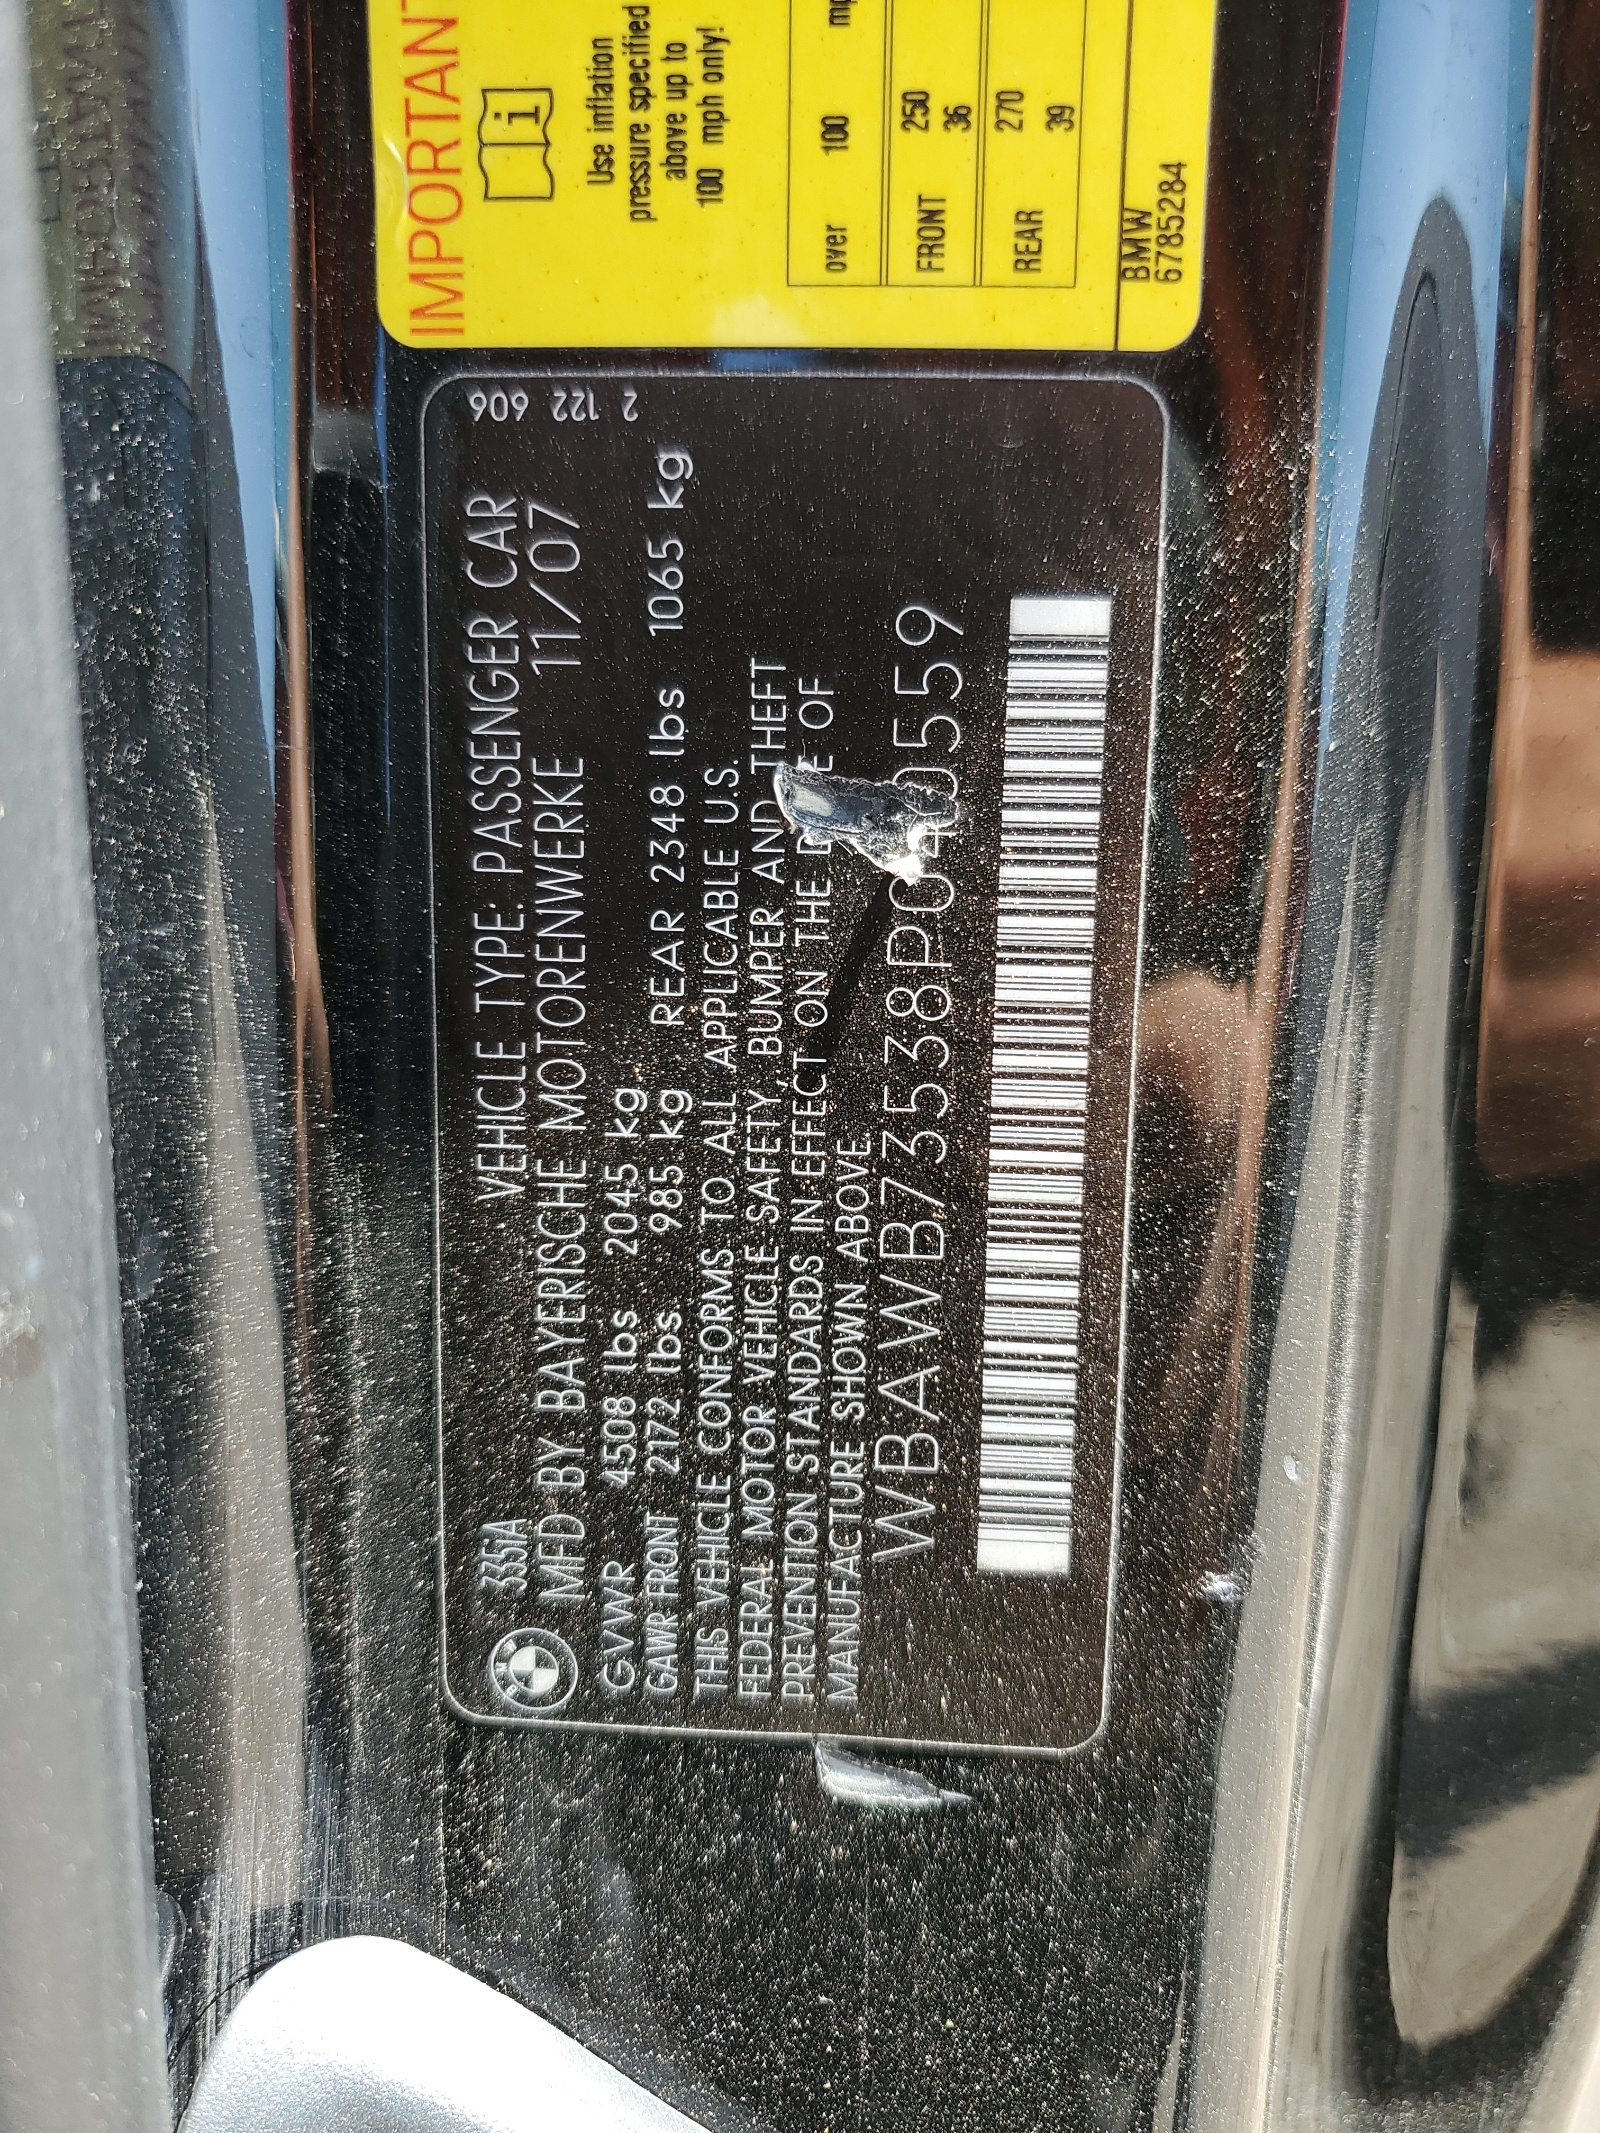 IMPORTANT
Use inflation
pressure specified
above up to
100 mph only!
over 100
FRONT 250
36
REAR 270
39
BMW
6785284
335iA VEHICLE TYPE: PASSENGER CAR
MFD BY BAYERISCHE MOTORENWERKE 11/07
GVWR 4508 lbs 2045 kg
GAWR FRONT 2172 lbs. 985 kg REAR 2348 lbs 1065 kg
THIS VEHICLE CONFORMS TO ALL APPLICABLE U.S.
FEDERAL MOTOR VEHICLE SAFETY, BUMPER AND THEFT
PREVENTION STANDARDS IN EFFECT ON THE OF
MANUFACTURE SHOWN ABOVE
WBAWB73538P040559
2 122 606